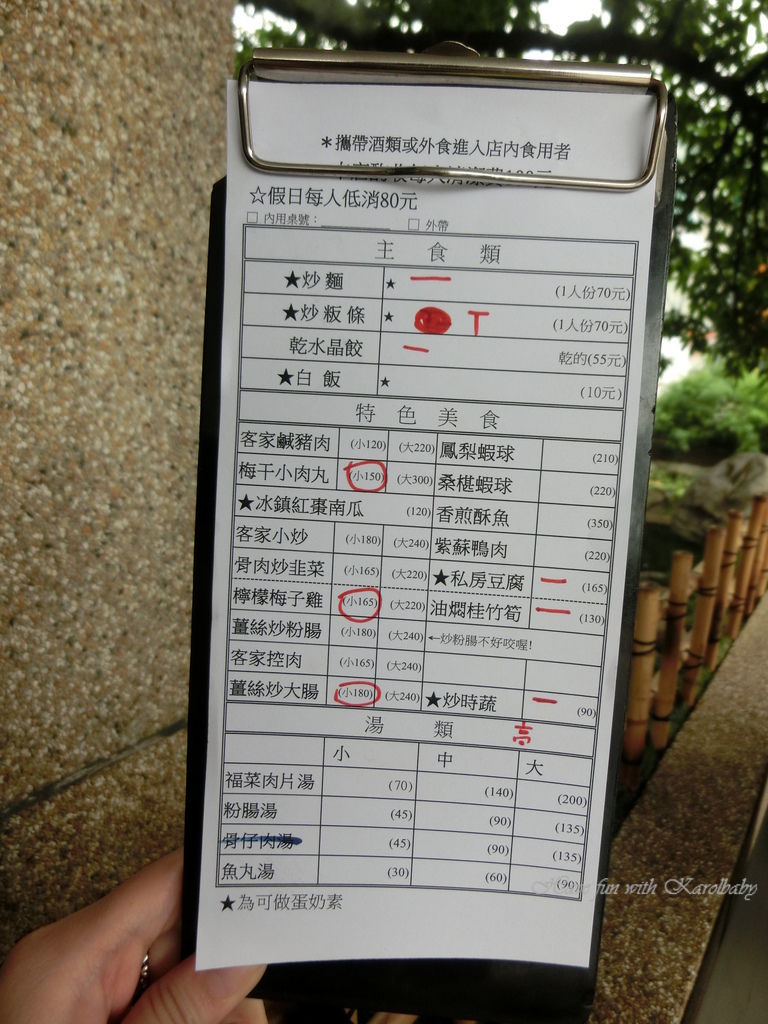 ＊攜帶酒類或外食進入店內食用者
☆假日每人低消80元
□ 內用桌號：________ □ 外帶
主食類
★炒麵 ★ 一 (1人份70元)
★炒粄條 ★ T (1人份70元)
乾水晶餃 一 乾的(55元)
★白飯 ★ (10元)
特色美食
客家鹹豬肉 (小120) (大220) 鳳梨蝦球 (210)
梅干小肉丸 (小150) (大300) 桑椹蝦球 (220)
★冰鎮紅棗南瓜 (120) 香煎酥魚 (350)
客家小炒 (小180) (大240) 紫蘇鴨肉 (220)
骨肉炒韭菜 (小165) (大220) ★私房豆腐 一 (165)
檸檬梅子雞 (小165) (大220) 油燜桂竹筍 一 (130)
薑絲炒粉腸 (小180) (大240) ←炒粉腸不好咬喔!
客家控肉 (小165) (大240)
薑絲炒大腸 (小180) (大240) ★炒時蔬 一 (90)
湯類 高
小 中 大
福菜肉片湯 (70) (140) (200)
粉腸湯 (45) (90) (135)
骨仔肉湯 (45) (90) (135)
魚丸湯 (30) (60) (90)
★為可做蛋奶素
fun with Karolbaby